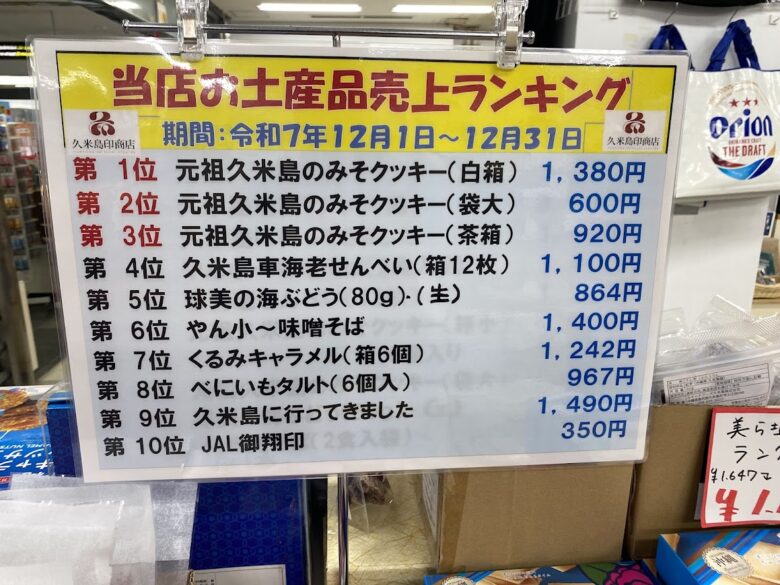 当店お土産品売上ランキング
久米島印商店
期間：令和7年12月1日～12月31日
久米島印商店
第 1位 元祖久米島のみそクッキー（白箱） 1,380円
第 2位 元祖久米島のみそクッキー（袋大） 600円
第 3位 元祖久米島のみそクッキー（茶箱） 920円
第 4位 久米島車海老せんべい（箱12枚） 1,100円
第 5位 球美の海ぶどう（80g）・（生） 864円
第 6位 やん小～味噌そば 1,400円
第 7位 くるみキャラメル（箱6個） 1,242円
第 8位 べにいもタルト（6個入） 967円
第 9位 久米島に行ってきました 1,490円
第 10位 JAL御翔印 350円
Orion
THE DRAFT
美ら
ラン
¥1,647で